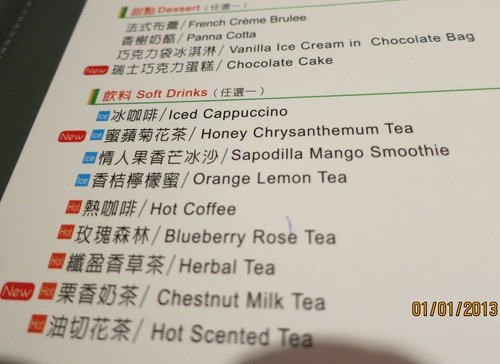 甜點 Dessert (任選一)
法式布蕾/French Crème Brulee
香榭奶酪/Panna Cotta
巧克力袋冰淇淋/Vanilla Ice Cream in Chocolate Bag
New 瑞士巧克力蛋糕/Chocolate Cake
飲料 Soft Drinks (任選一)
Ice 冰咖啡/Iced Cappuccino
New Ice 蜜蘋菊花茶/Honey Chrysanthemum Tea
Ice 情人果香芒冰沙/Sapodilla Mango Smoothie
Ice 香桔檸檬蜜/Orange Lemon Tea
Hot 熱咖啡/Hot Coffee
Hot 玫瑰森林/Blueberry Rose Tea
Hot 纖盈香草茶/Herbal Tea
New Hot 栗香奶茶/Chestnut Milk Tea
Hot 油切花茶/Hot Scented Tea
01/01/2013